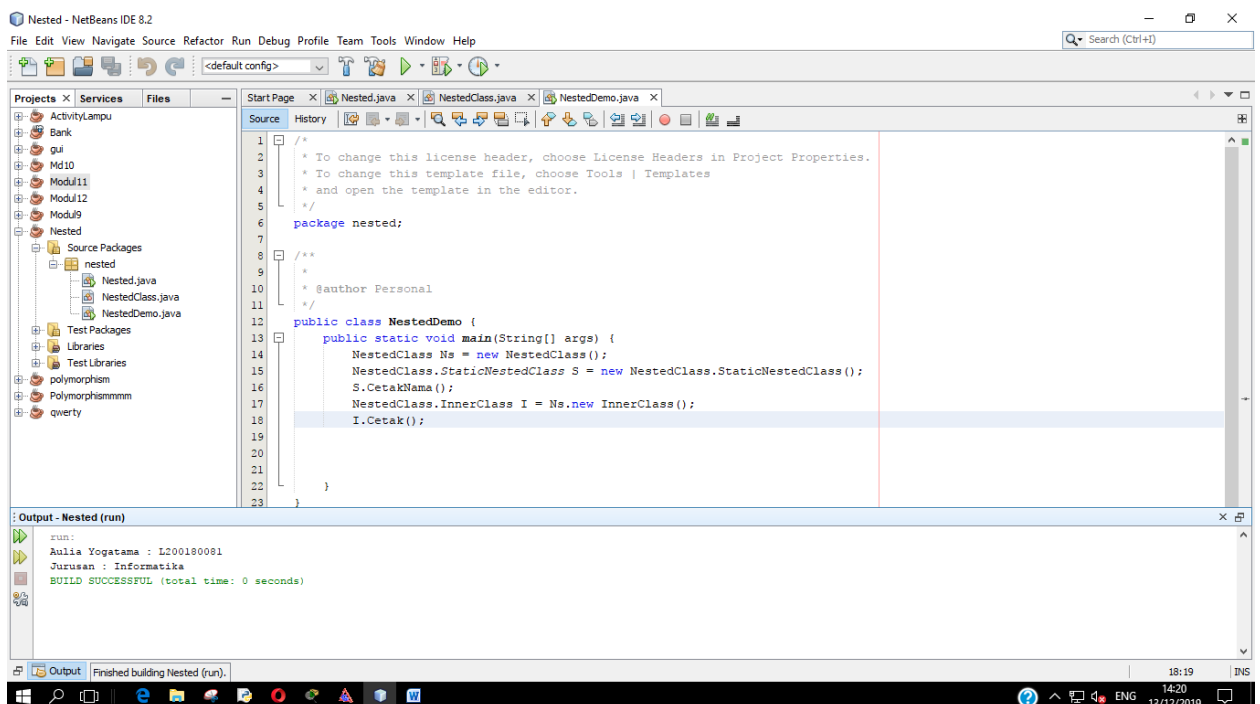 Nested - NetBeans IDE 8.2
File Edit View Navigate Source Refactor Run Debug Profile Team Tools Window Help
Search (Ctrl+I)
<default config>
Projects Services Files
Start Page Nested.java NestedClass.java NestedDemo.java
Source History
ActivityLampu
Bank
gui
Md10
Modul11
Modul12
Modul9
Nested
Source Packages
nested
Nested.java
NestedClass.java
NestedDemo.java
Test Packages
Libraries
Test Libraries
polymorphism
Polymorphismmmm
qwerty
1 /*
2 * To change this license header, choose License Headers in Project Properties.
3 * To change this template file, choose Tools | Templates
4 * and open the template in the editor.
5 */
6 package nested;
7
8 /**
9 *
10 * @author Personal
11 */
12 public class NestedDemo {
13 public static void main(String[] args) {
14 NestedClass Ns = new NestedClass();
15 NestedClass.StaticNestedClass S = new NestedClass.StaticNestedClass();
16 S.CetakNama();
17 NestedClass.InnerClass I = Ns.new InnerClass();
18 I.Cetak();
19
20
21
22 }
23 }
Output - Nested (run)
run:
Aulia Yogatama : L200180081
Jurusan : Informatika
BUILD SUCCESSFUL (total time: 0 seconds)
Output Finished building Nested (run).
18:19 INS
ENG 14:20
13/12/2019